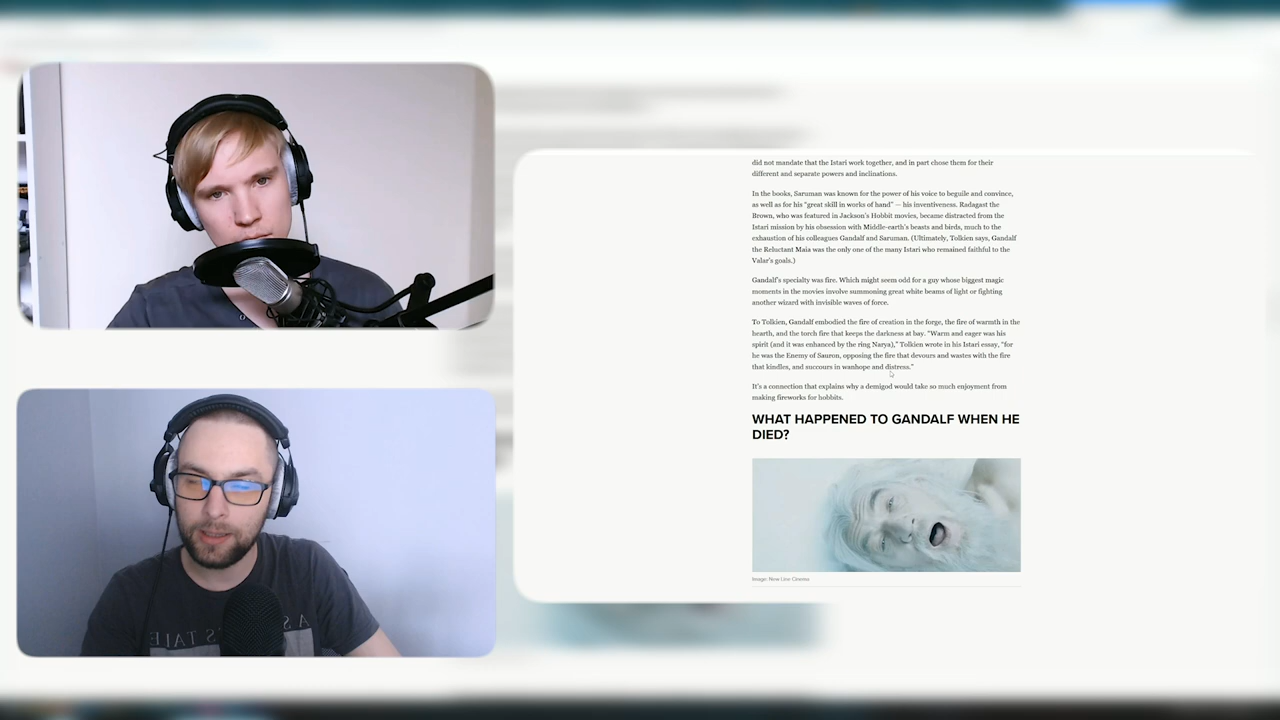 did not mandate that the Istari work together, and in part chose them for their
different and separate powers and inclinations.
In the books, Saruman was known for the power of his voice to beguile and convince,
as well as for his “great skill in works of hand” — his inventiveness. Radagast the
Brown, who was featured in Jackson’s Hobbit movies, became distracted from the
Istari mission by his obsession with Middle-earth’s beasts and birds, much to the
exhaustion of his colleagues Gandalf and Saruman. (Ultimately, Tolkien says, Gandalf
the Reluctant Maia was the only one of the many Istari who remained faithful to the
Valar’s goals.)
Gandalf’s specialty was fire. Which might seem odd for a guy whose biggest magic
moments in the movies involve summoning great white beams of light or fighting
another wizard with invisible waves of force.
To Tolkien, Gandalf embodied the fire of creation in the forge, the fire of warmth in the
hearth, and the torch fire that keeps the darkness at bay. “Warm and eager was his
spirit (and it was enhanced by the ring Narya),” Tolkien wrote in his Istari essay, “for
he was the Enemy of Sauron, opposing the fire that devours and wastes with the fire
that kindles, and succours in wanhope and distress.”
It’s a connection that explains why a demigod would take so much enjoyment from
making fireworks for hobbits.
WHAT HAPPENED TO GANDALF WHEN HE
DIED?
Image: New Line Cinema